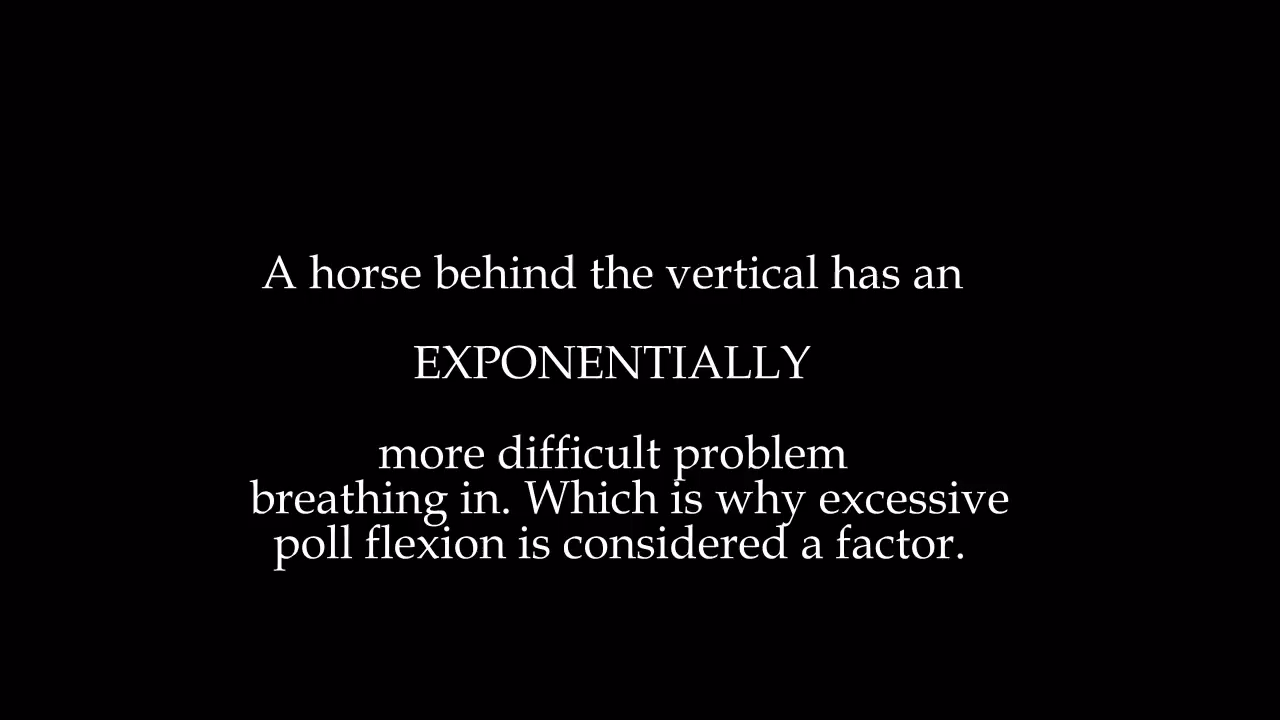 A horse behind the vertical has an
EXPONENTIALLY
more difficult problem
breathing in. Which is why excessive
poll flexion is considered a factor.